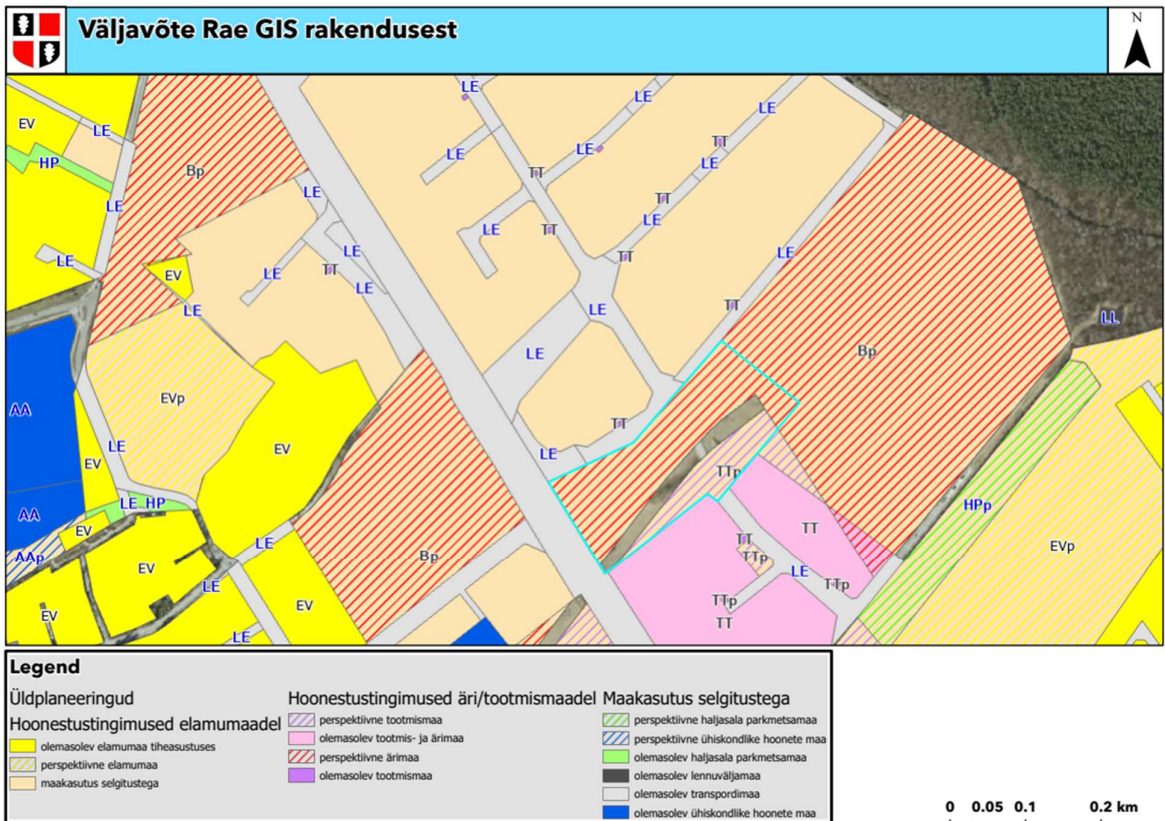 Väljavõte Rae GIS rakendusest
N
LE
EV
LE
LE
LE
TT
HP
LE
LE
LE
TT
Bp
LE
TT
LE
LE
TT
LE
LE
TT
LE
LE
TT
LE
EV
LE
TT
LE
LE
LE
TT
LL
LE
Bp
EVp
AA
TT
LE
EV
LE
EV
TTp
LE
HP
HPp
AA
EV
TT
TT
LE
EVp
AAp
Bp
TTp
EV
LE
LE
TTp
TTp
EV
EV
TT
LE
Legend
Üldplaneeringud
Hoonestustingimused elamumaadel
olemasolev elamumaa tiheasustuses
perspektiivne elamumaa
maakasutus selgitustega
Hoonestustingimused äri/tootmismaadel
perspektiivne tootmismaa
olemasolev tootmis- ja ärimaa
perspektiivne ärimaa
olemasolev tootmismaa
Maakasutus selgitustega
perspektiivne haljasala parkmetsamaa
perspektiivne ühiskondlike hoonete maa
olemasolev haljasala parkmetsamaa
olemasolev lennuväljamaa
olemasolev transpordimaa
olemasolev ühiskondlike hoonete maa
0 0.05 0.1 0.2 km